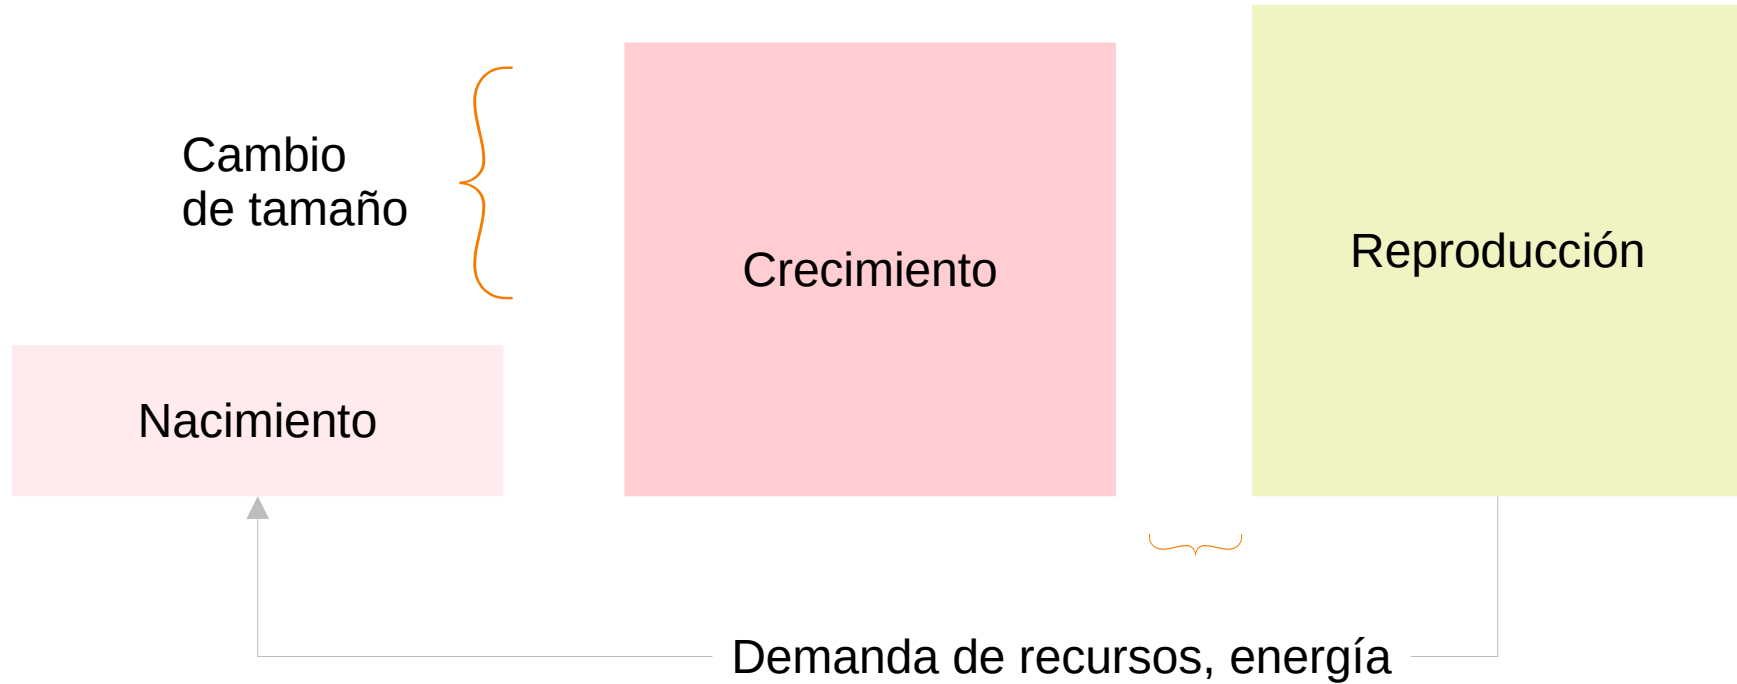 Cambio
de tamaño
Crecimiento
Reproducción
Nacimiento
Demanda de recursos, energía